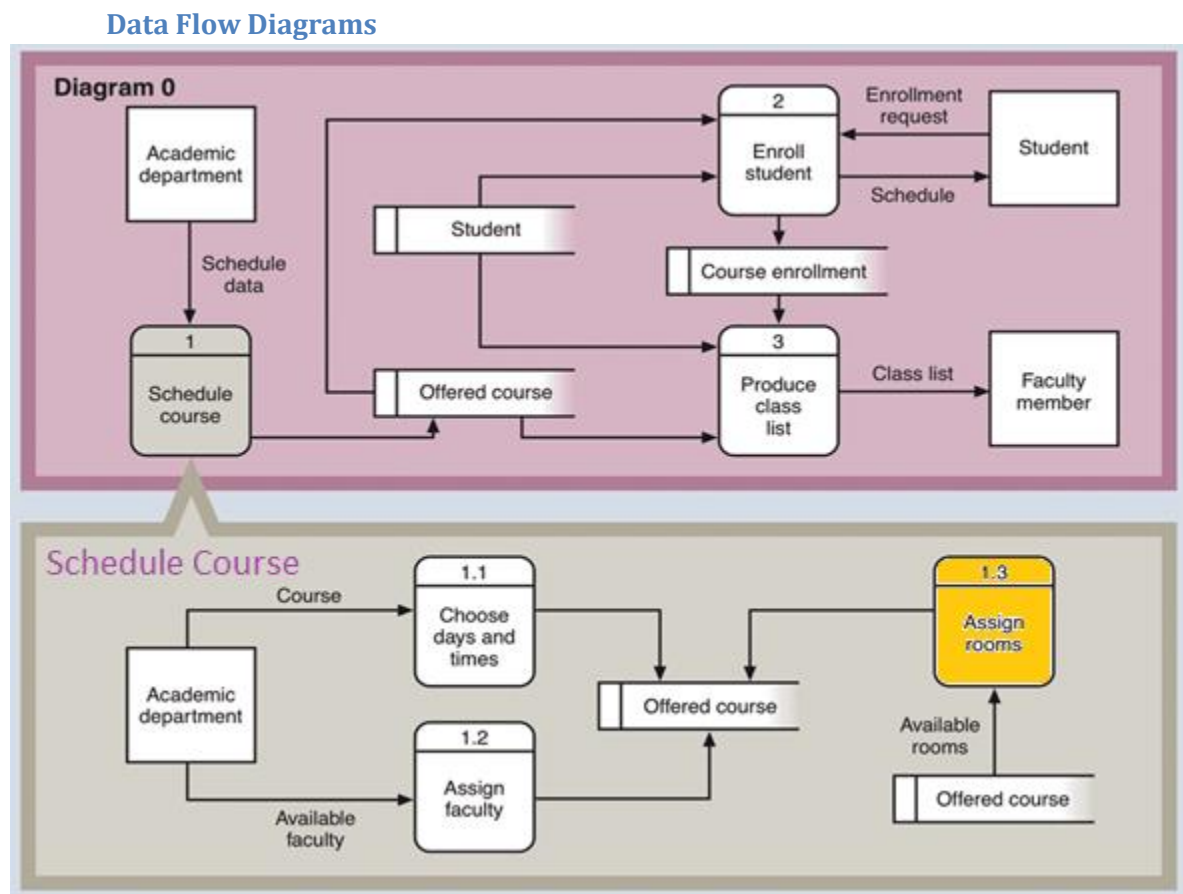 Data Flow Diagrams
Diagram 0
Academic
department
Schedule
data
1
Schedule
course
Student
Offered course
2
Enroll
student
Enrollment
request
Schedule
Student
Course enrollment
3
Produce
class
list
Class list
Faculty
member
Schedule Course
Academic
department
Course
1.1
Choose
days and
times
Available
faculty
1.2
Assign
faculty
Offered course
1.3
Assign
rooms
Available
rooms
Offered course